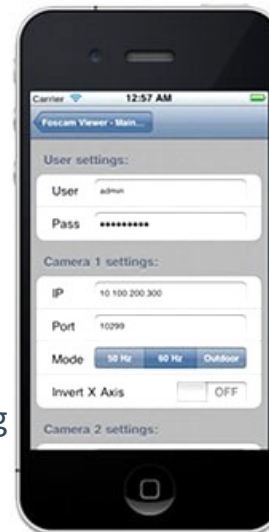 Carrier 12:57 AM
Foscam Viewer - Main...
User settings:
User admin
Pass •••••••••
Camera 1 settings:
IP 10.100.200.300
Port 10299
Mode 50 Hz 60 Hz Outdoor
Invert X Axis OFF
g
Camera 2 settings: